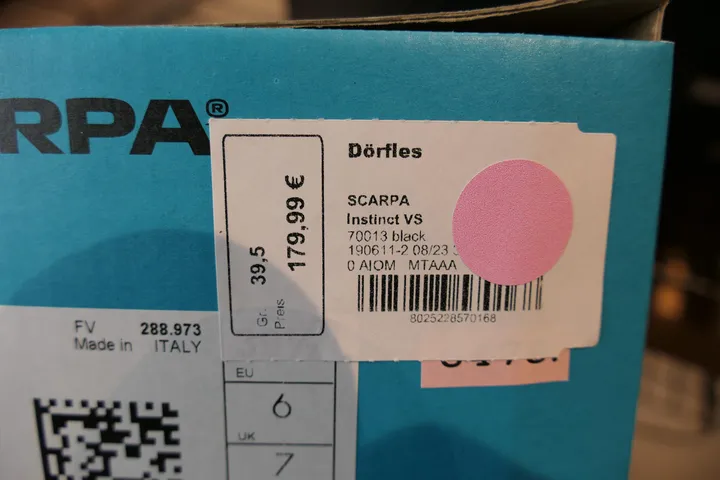 RPA®
Dörfles
SCARPA
Instinct VS
70013 black
190611-2 08/23
0 AIOM MTAAA
8025228570168
Gr. 39,5
Preis 179,99 €
FV 288.973
Made in ITALY
EU
6
UK
7